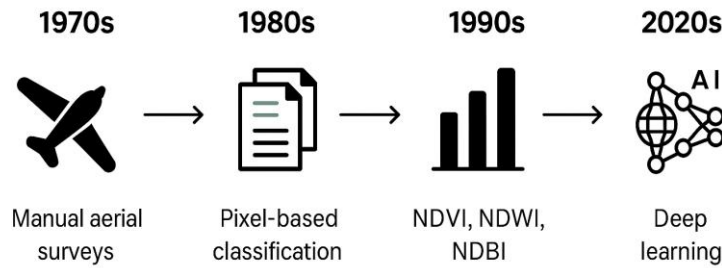 1970s
1980s
1990s
2020s
AI
Manual aerial
surveys
Pixel-based
classification
NDVI, NDWI,
NDBI
Deep
learning